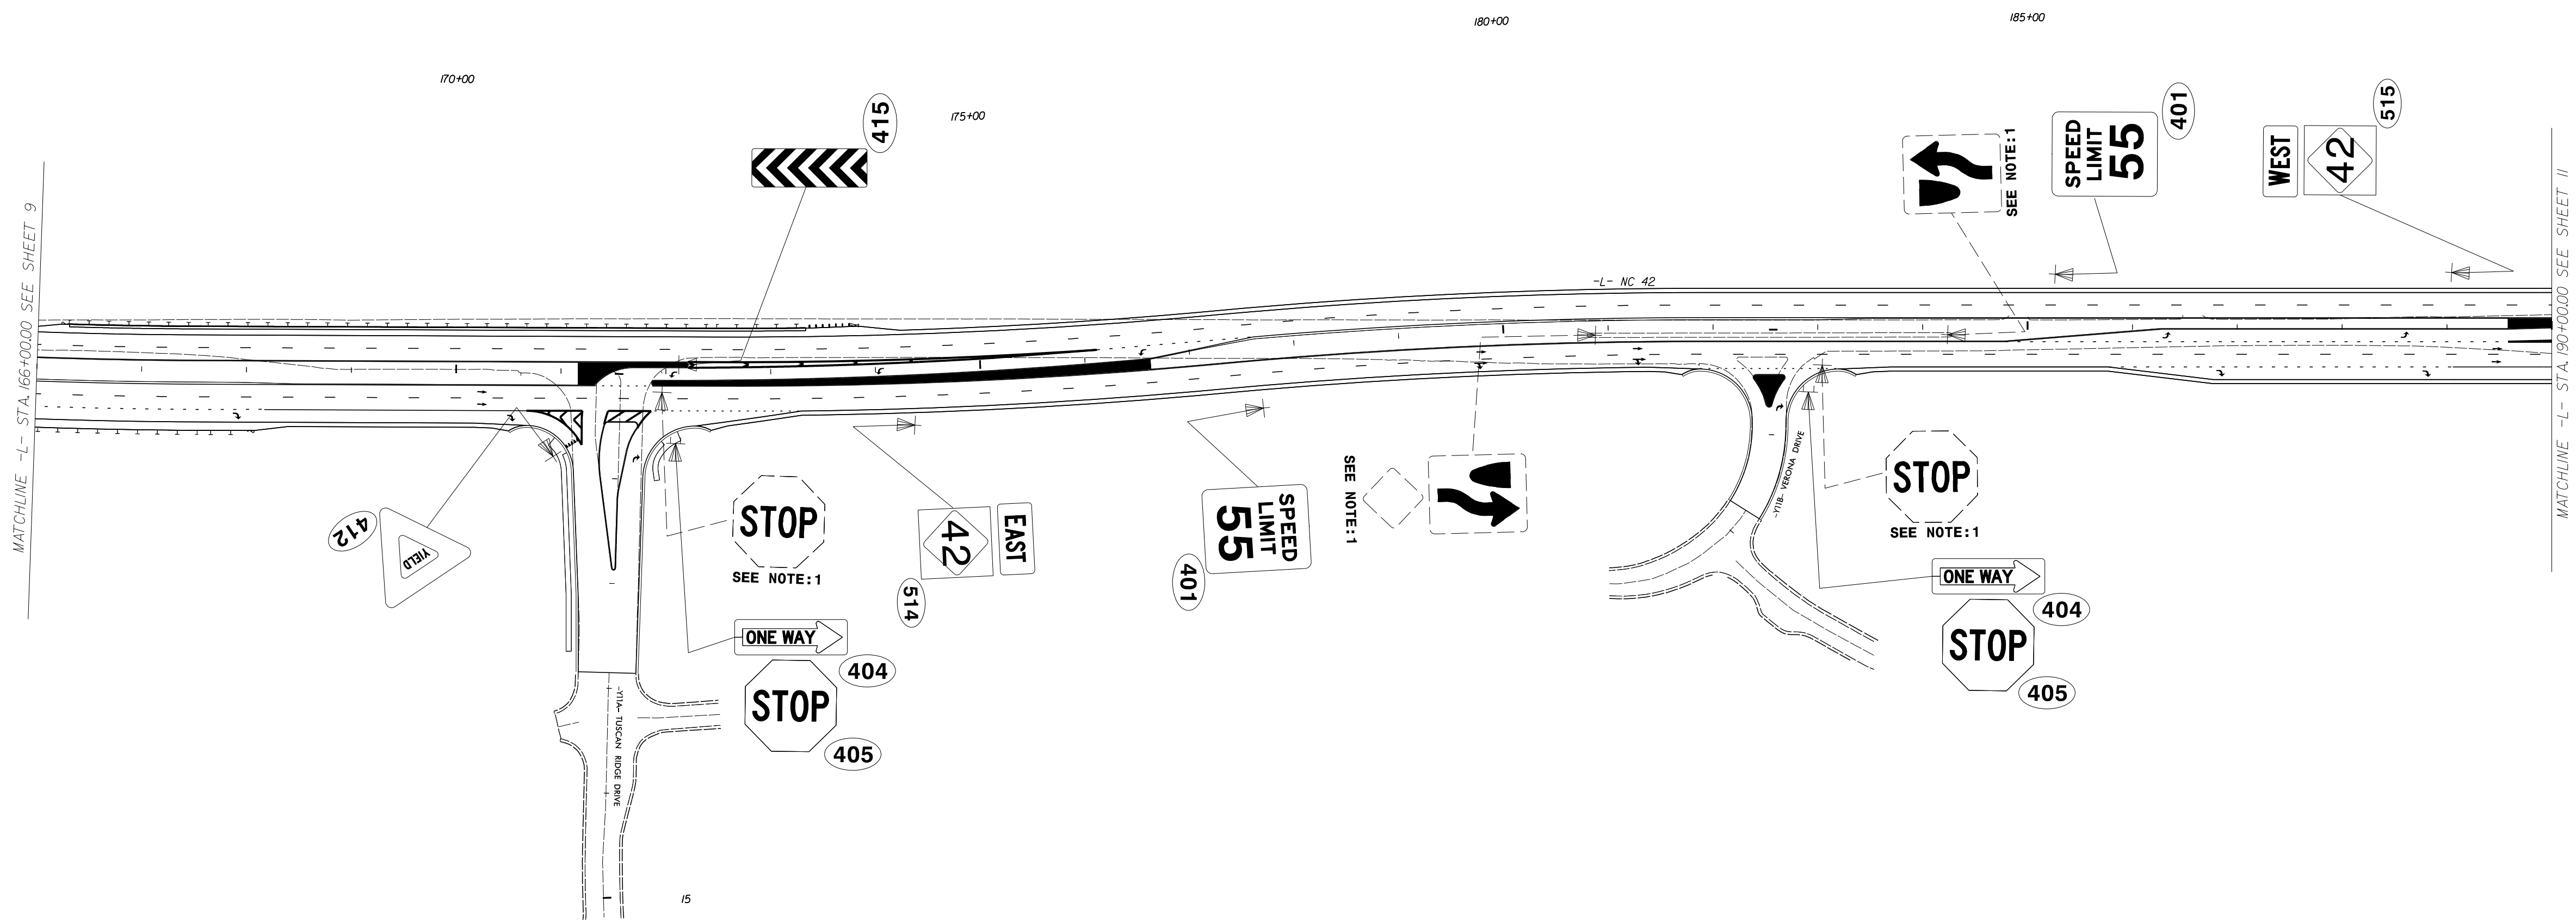 180+00
185+00
170+00
175+00
415
SEE NOTE:1
SPEED
LIMIT
55
401
WEST
42
515
MATCHLINE -L- STA. 166+00.00 SEE SHEET 9
MATCHLINE -L- STA. 190+00.00 SEE SHEET 11
-L- NC 42
412
YIELD
STOP
SEE NOTE:1
42
EAST
514
SPEED
LIMIT
55
401
SEE NOTE:1
-Y11B- VERONA DRIVE
STOP
SEE NOTE:1
ONE WAY
404
STOP
405
ONE WAY
404
STOP
405
-Y11A- TUSCAN RIDGE DRIVE
15